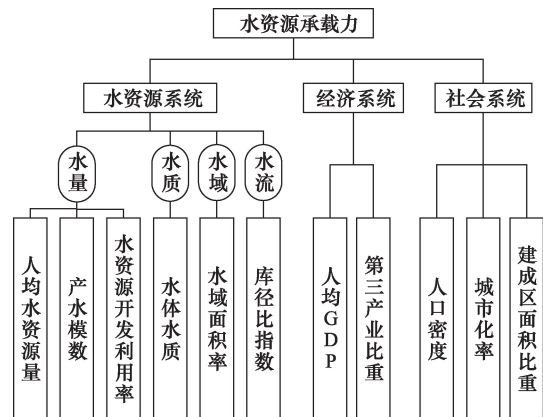 水资源承载力
水资源系统
经济系统
社会系统
水量
水质
水域
水流
人均水资源量
产水模数
水资源开发利用率
水体水质
水域面积率
库径比指数
人均GDP
第三产业比重
人口密度
城市化率
建成区面积比重